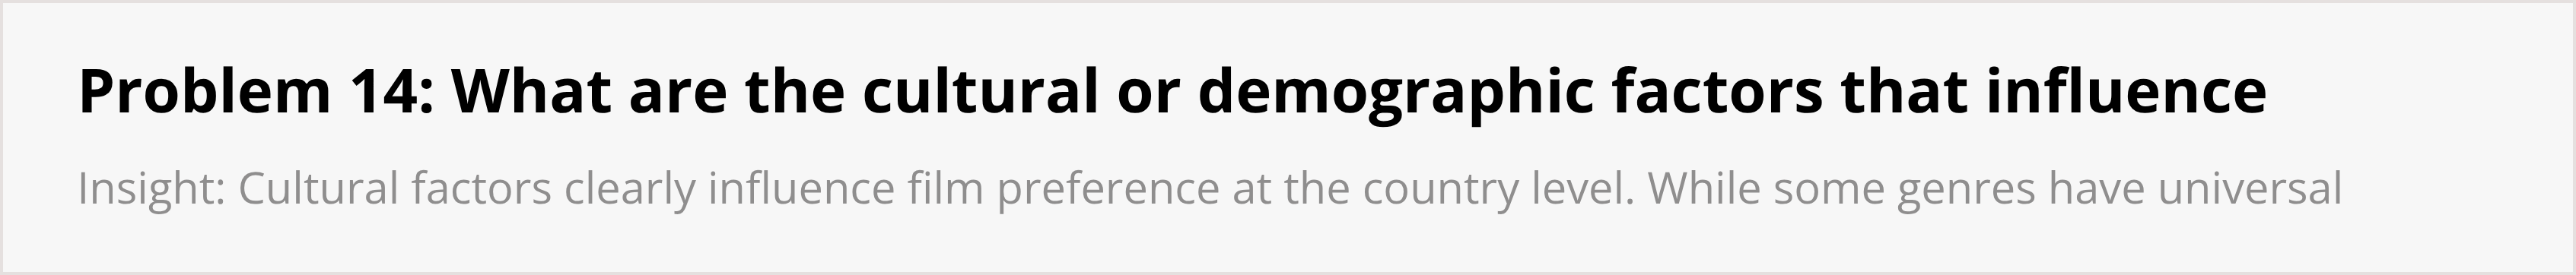 Problem 14: What are the cultural or demographic factors that influence
Insight: Cultural factors clearly influence film preference at the country level. While some genres have universal